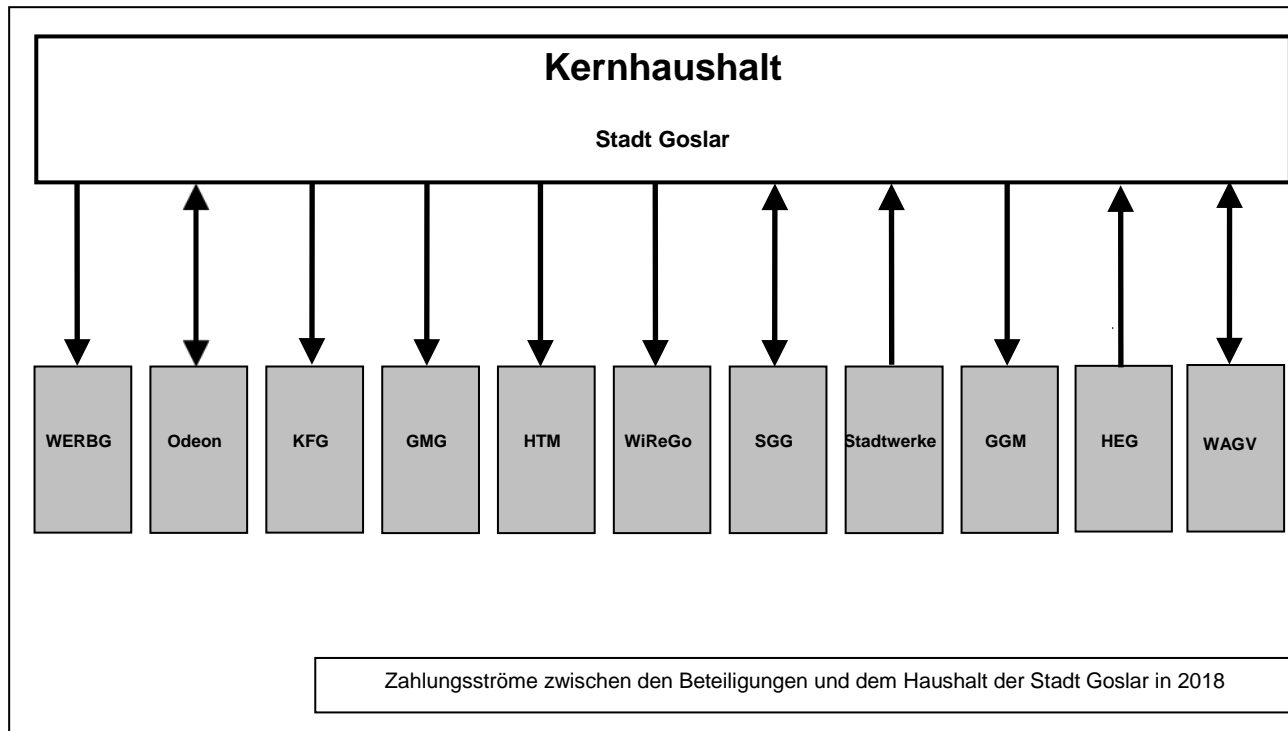 Kernhaushalt
Stadt Goslar
WERBG
Odeon
KFG
GMG
HTM
WiReGo
SGG
Stadtwerke
GGM
HEG
WAGV
Zahlungsströme zwischen den Beteiligungen und dem Haushalt der Stadt Goslar in 2018